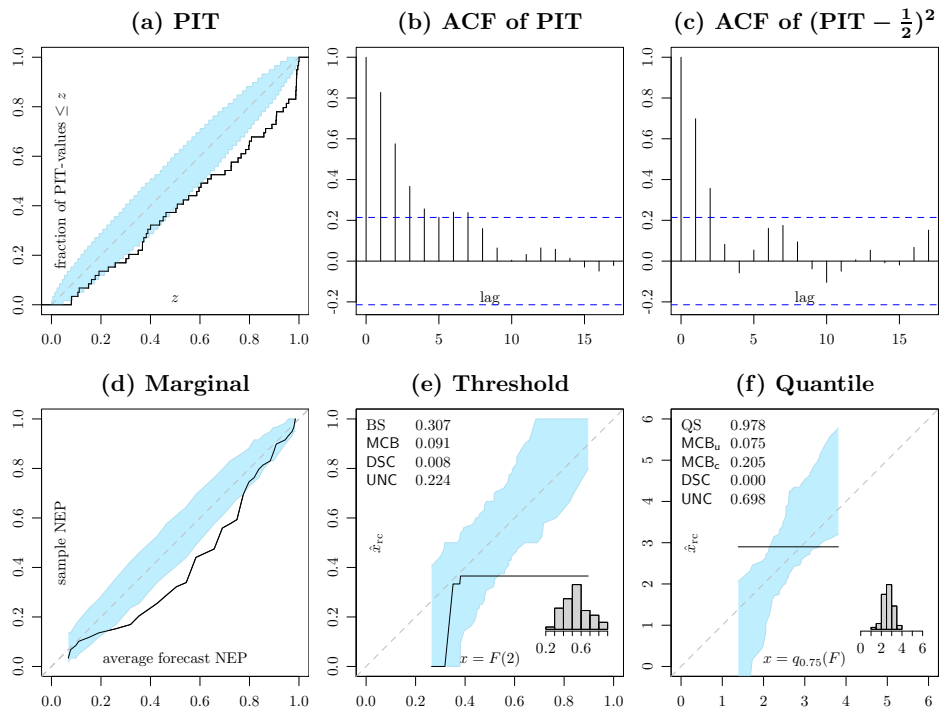 (a) PIT
(b) ACF of PIT
(c) ACF of (PIT − 1/2)²
fraction of PIT-values ≤ z
z
0.0 0.2 0.4 0.6 0.8 1.0
0.0 0.2 0.4 0.6 0.8 1.0
lag
-0.2 0.0 0.2 0.4 0.6 0.8 1.0
0 5 10 15
lag
-0.2 0.0 0.2 0.4 0.6 0.8 1.0
0 5 10 15
(d) Marginal
(e) Threshold
(f) Quantile
sample NEP
average forecast NEP
0.0 0.2 0.4 0.6 0.8 1.0
0.0 0.2 0.4 0.6 0.8 1.0
BS 0.307
MCB 0.091
DSC 0.008
UNC 0.224
x̂rc
x = F(2)
0.2 0.6
0.0 0.2 0.4 0.6 0.8 1.0
0.0 0.2 0.4 0.6 0.8 1.0
QS 0.978
MCBu 0.075
MCBc 0.205
DSC 0.000
UNC 0.698
x̂rc
x = q0.75(F)
0 2 4 6
0 1 2 3 4 5 6
0 1 2 3 4 5 6